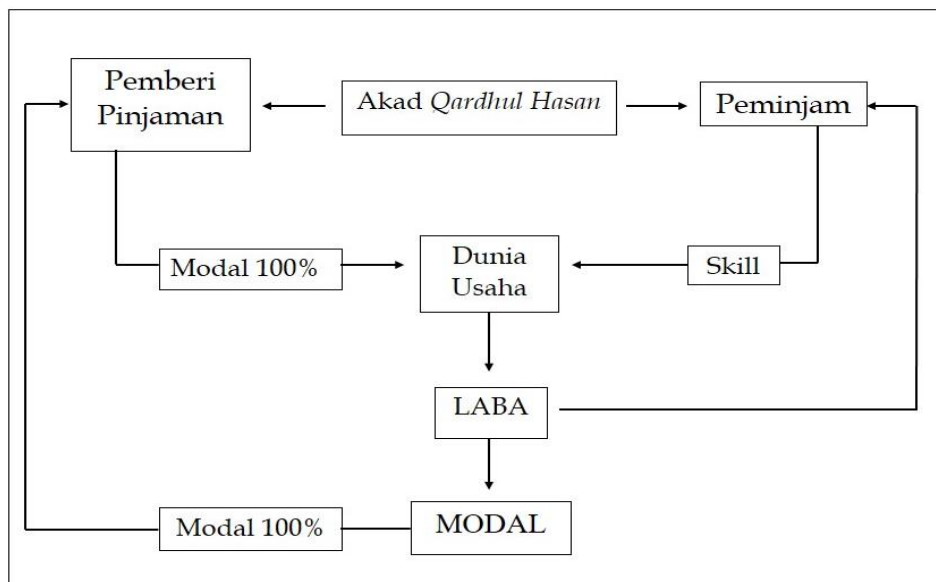 Pemberi
Pinjaman
Akad Qardhul Hasan
Peminjam
Modal 100%
Dunia
Usaha
Skill
LABA
Modal 100%
MODAL